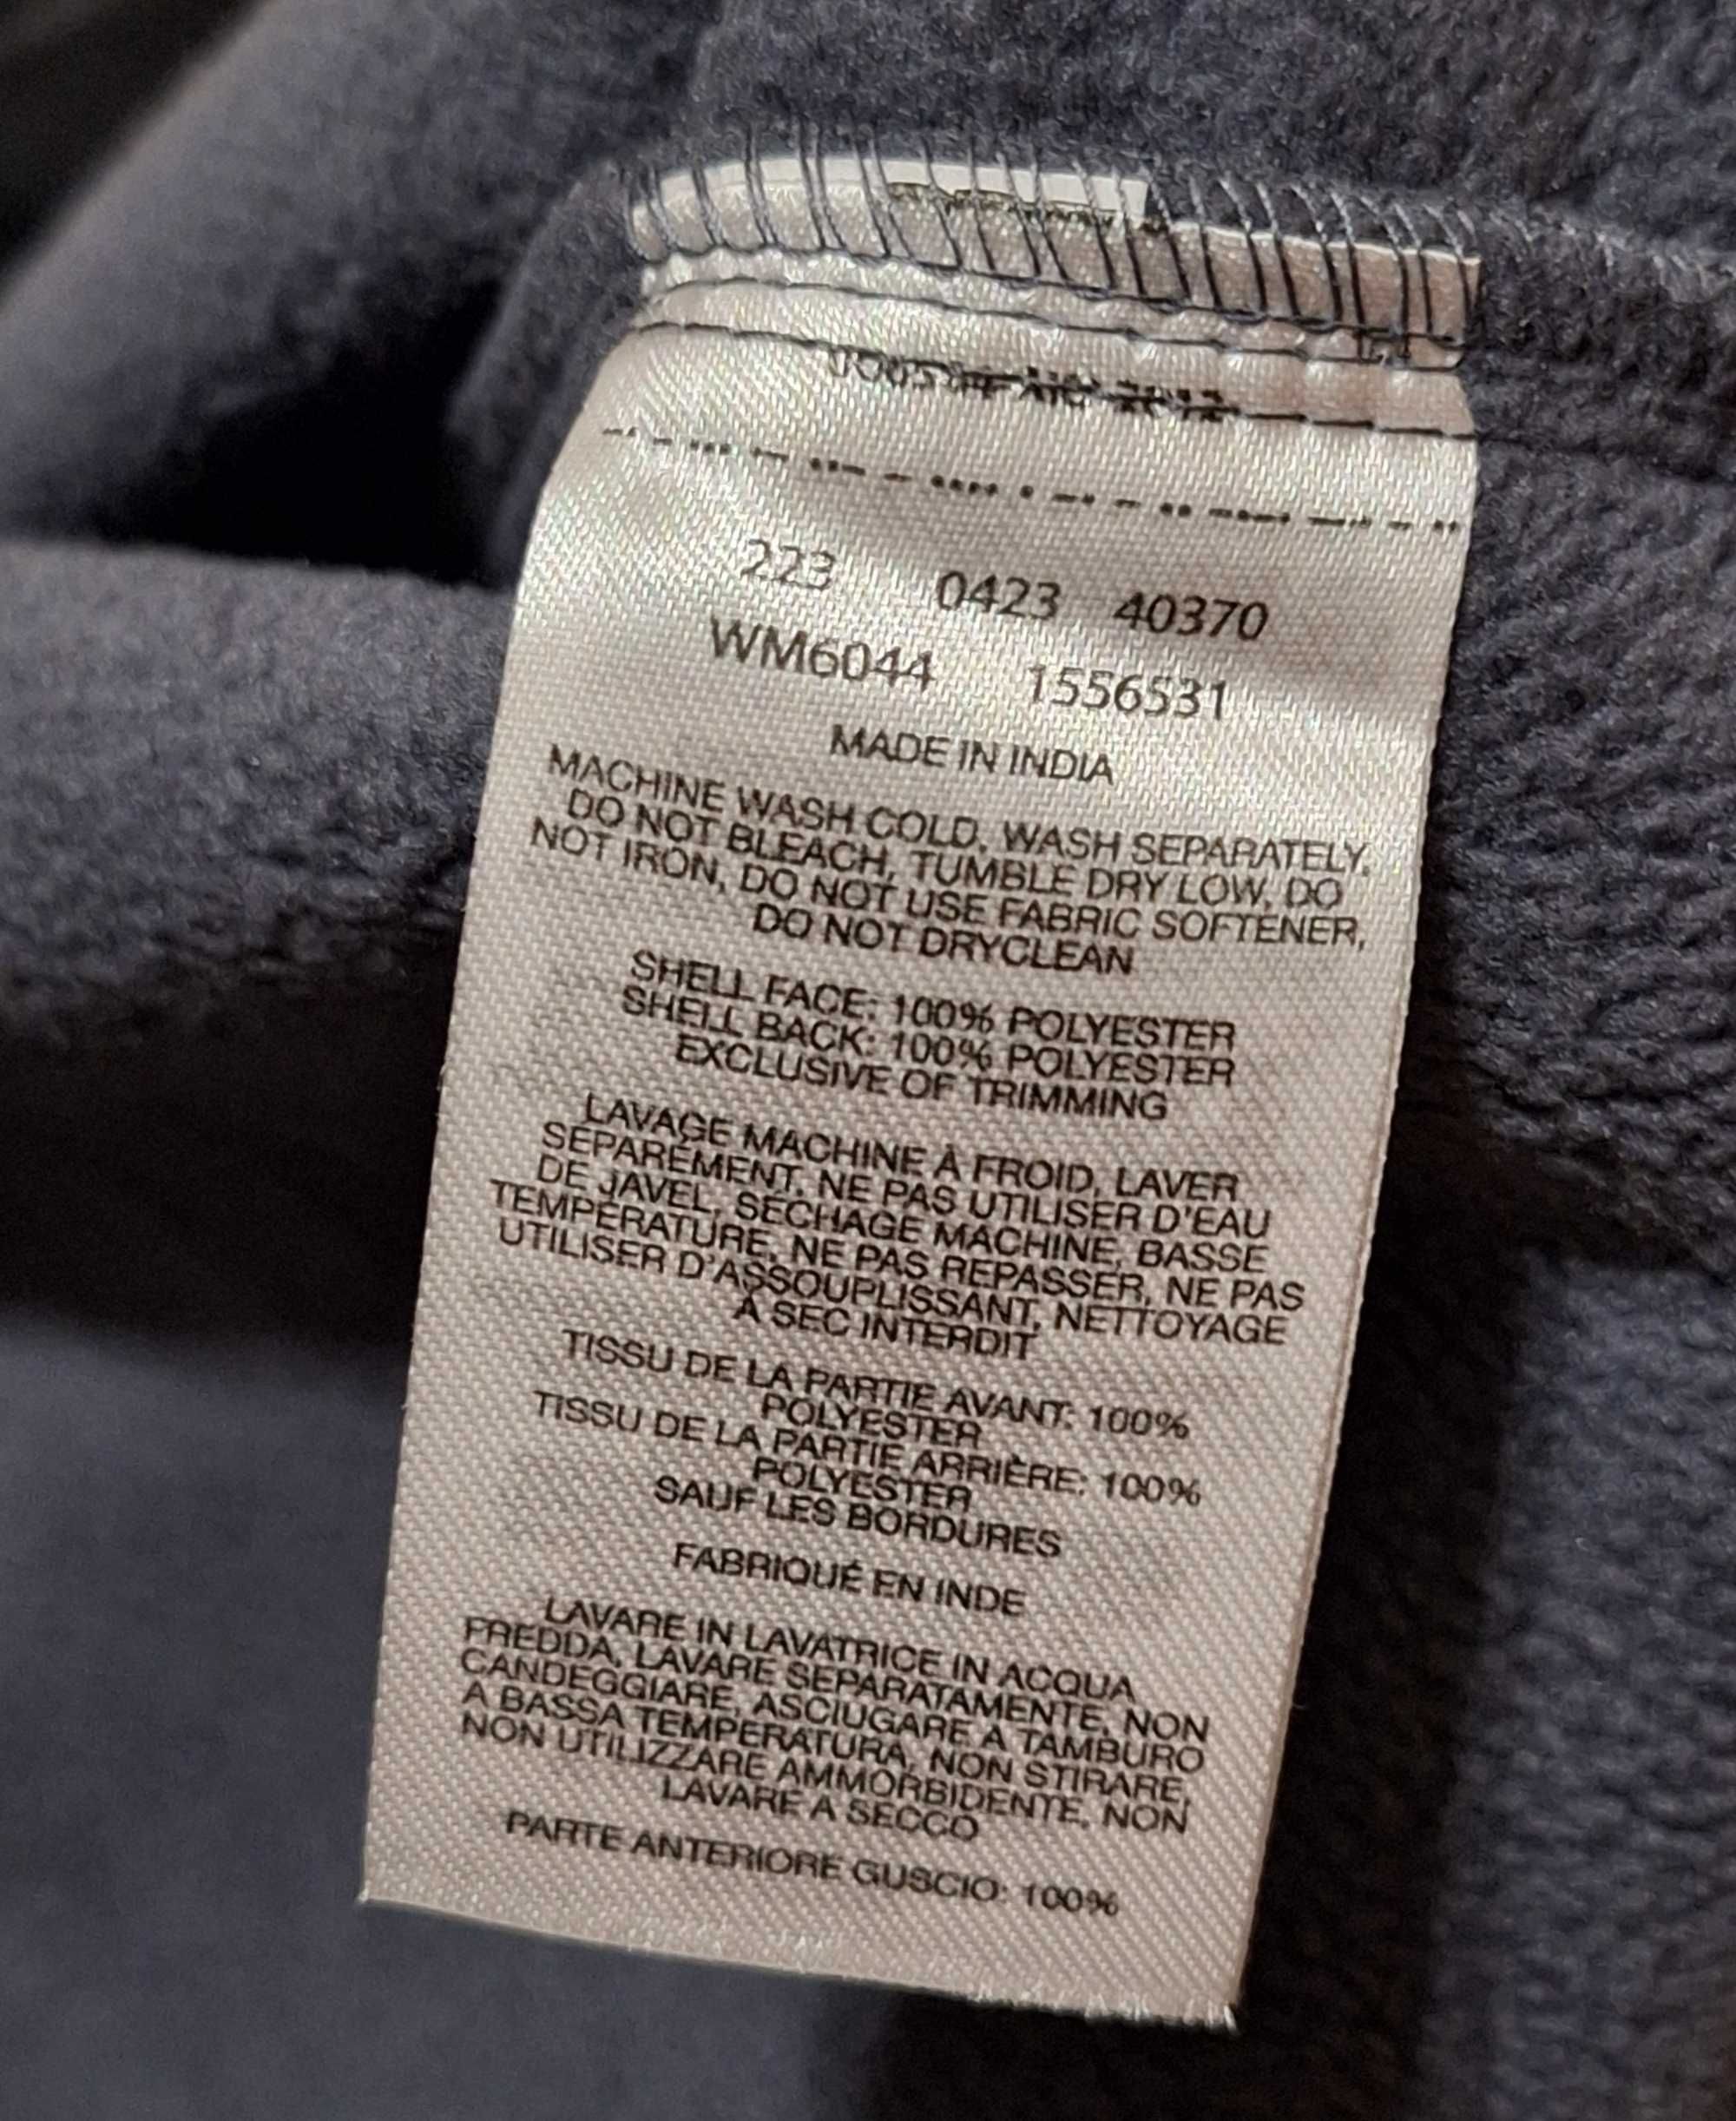 223 0423 40370
WM6044 1556531
MADE IN INDIA
MACHINE WASH COLD, WASH SEPARATELY,
DO NOT BLEACH, TUMBLE DRY LOW, DO
NOT IRON, DO NOT USE FABRIC SOFTENER,
DO NOT DRYCLEAN
SHELL FACE: 100% POLYESTER
SHELL BACK: 100% POLYESTER
EXCLUSIVE OF TRIMMING
LAVAGE MACHINE À FROID, LAVER
SÉPARÉMENT, NE PAS UTILISER D'EAU
DE JAVEL, SÉCHAGE MACHINE, BASSE
TEMPÉRATURE, NE PAS REPASSER, NE PAS
UTILISER D'ASSOUPLISSANT, NETTOYAGE
À SEC INTERDIT
TISSU DE LA PARTIE AVANT: 100%
POLYESTER
TISSU DE LA PARTIE ARRIÈRE: 100%
POLYESTER
SAUF LES BORDURES
FABRIQUÉ EN INDE
LAVARE IN LAVATRICE IN ACQUA
FREDDA, LAVARE SEPARATAMENTE, NON
CANDEGGIARE, ASCIUGARE A TAMBURO
A BASSA TEMPERATURA, NON STIRARE,
NON UTILIZZARE AMMORBIDENTE, NON
LAVARE A SECCO
PARTE ANTERIORE GUSCIO: 100%